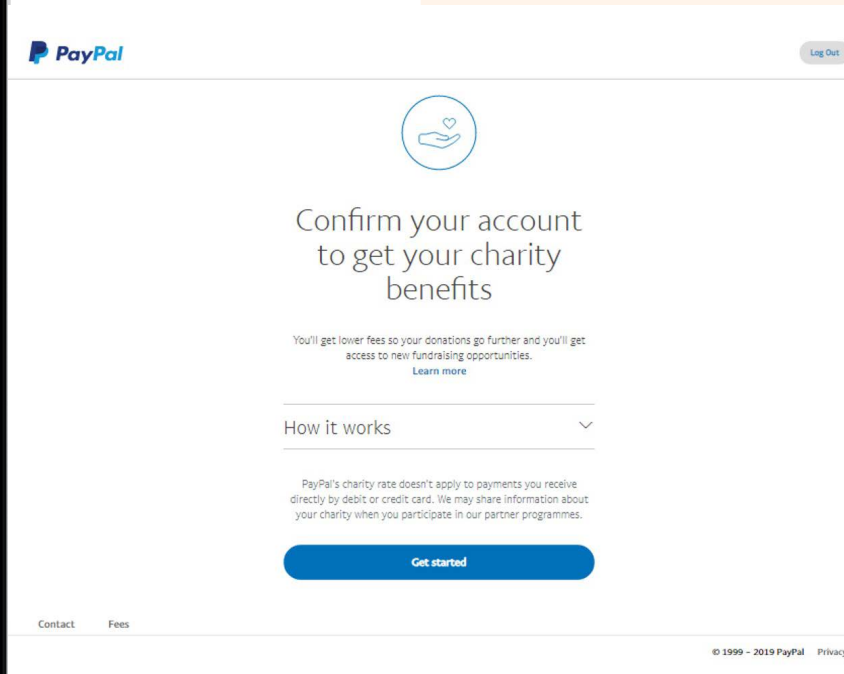 PayPal
Log Out
Confirm your account
to get your charity
benefits
You'll get lower fees so your donations go further and you'll get
access to new fundraising opportunities.
Learn more
How it works
PayPal's charity rate doesn't apply to payments you receive
directly by debit or credit card. We may share information about
your charity when you participate in our partner programmes.
Get started
Contact Fees
© 1999 – 2019 PayPal Privacy